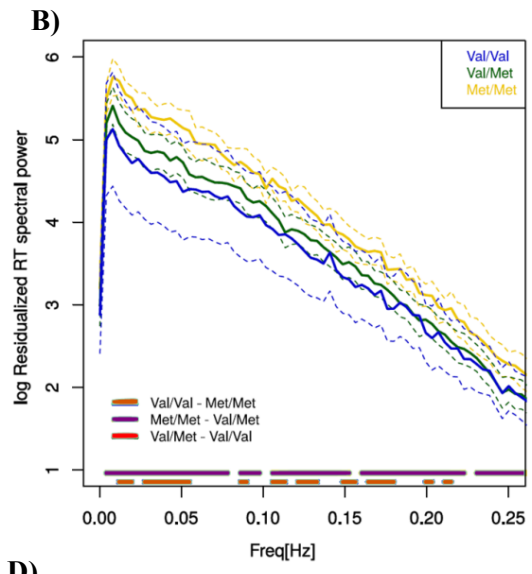 B)
6
5
4
3
2
1
log Residualized RT spectral power
Val/Val
Val/Met
Met/Met
Val/Val - Met/Met
Met/Met - Val/Met
Val/Met - Val/Val
0.00 0.05 0.10 0.15 0.20 0.25
Freq[Hz]
D)